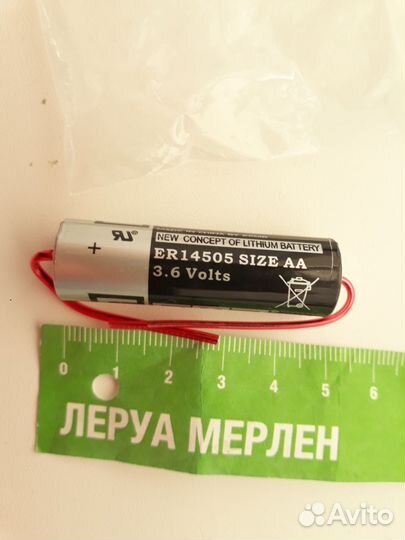 NEW CONCEPT OF LITHIUM BATTERY
ER14505 SIZE AA
3.6 Volts
+
0 1 2 3 4 5 6
ЛЕРУА МЕРЛЕН
Avito